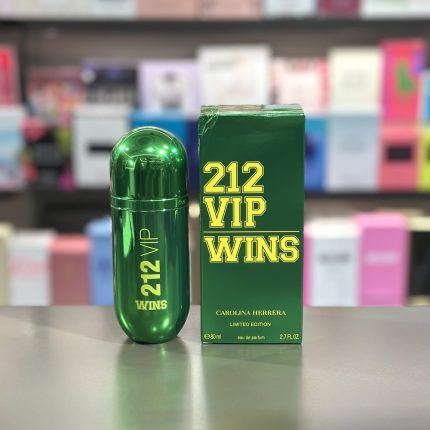 212 VIP
WINS
212
VIP
WINS
CAROLINA HERRERA
LIMITED EDITION
eau de parfum
℮80ml
2.7 FL.OZ